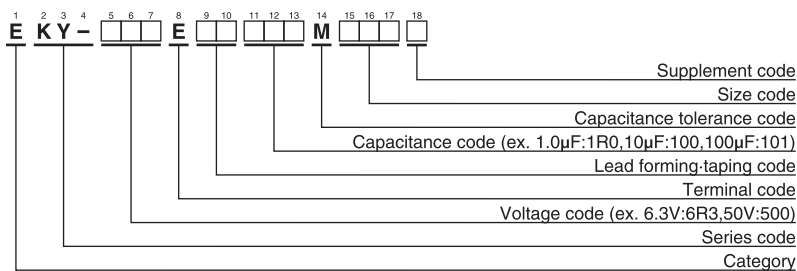 1 2 3 4 5 6 7 8 9 10 11 12 13 14 15 16 17 18
E K Y – E M
Supplement code
Size code
Capacitance tolerance code
Capacitance code (ex. 1.0μF:1R0,10μF:100,100μF:101)
Lead forming·taping code
Terminal code
Voltage code (ex. 6.3V:6R3,50V:500)
Series code
Category